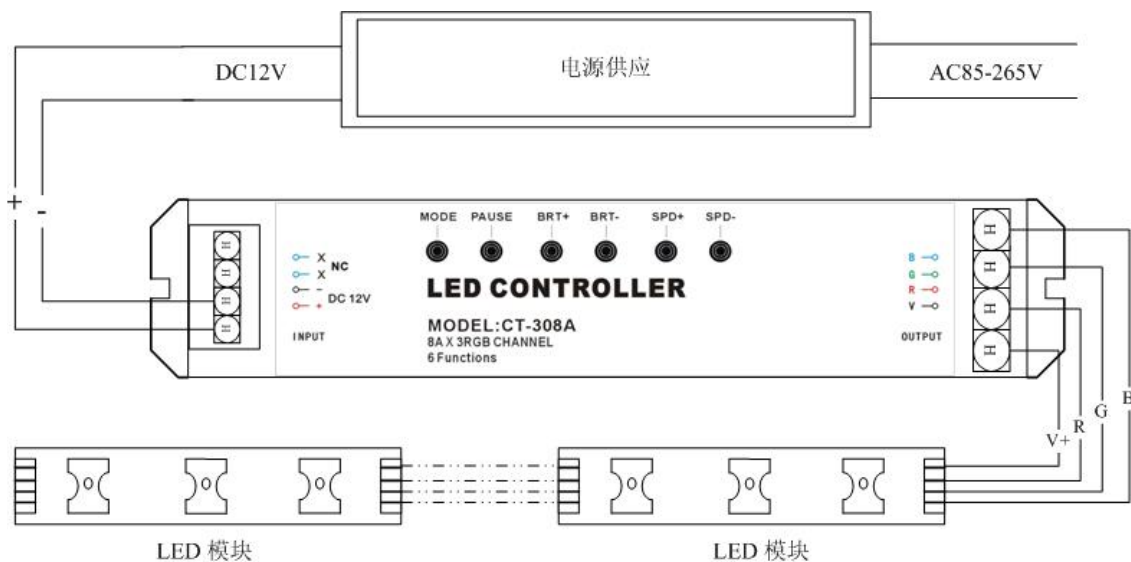 DC12V
电源供应
AC85-265V
+
-
MODE PAUSE BRT+ BRT- SPD+ SPD-
H
H
H
H
X
X
NC
-
+
DC 12V
INPUT
LED CONTROLLER
MODEL:CT-308A
8A X 3RGB CHANNEL
6 Functions
B
G
R
V
OUTPUT
H
H
H
H
V+
R
G
B
LED 模块
LED 模块